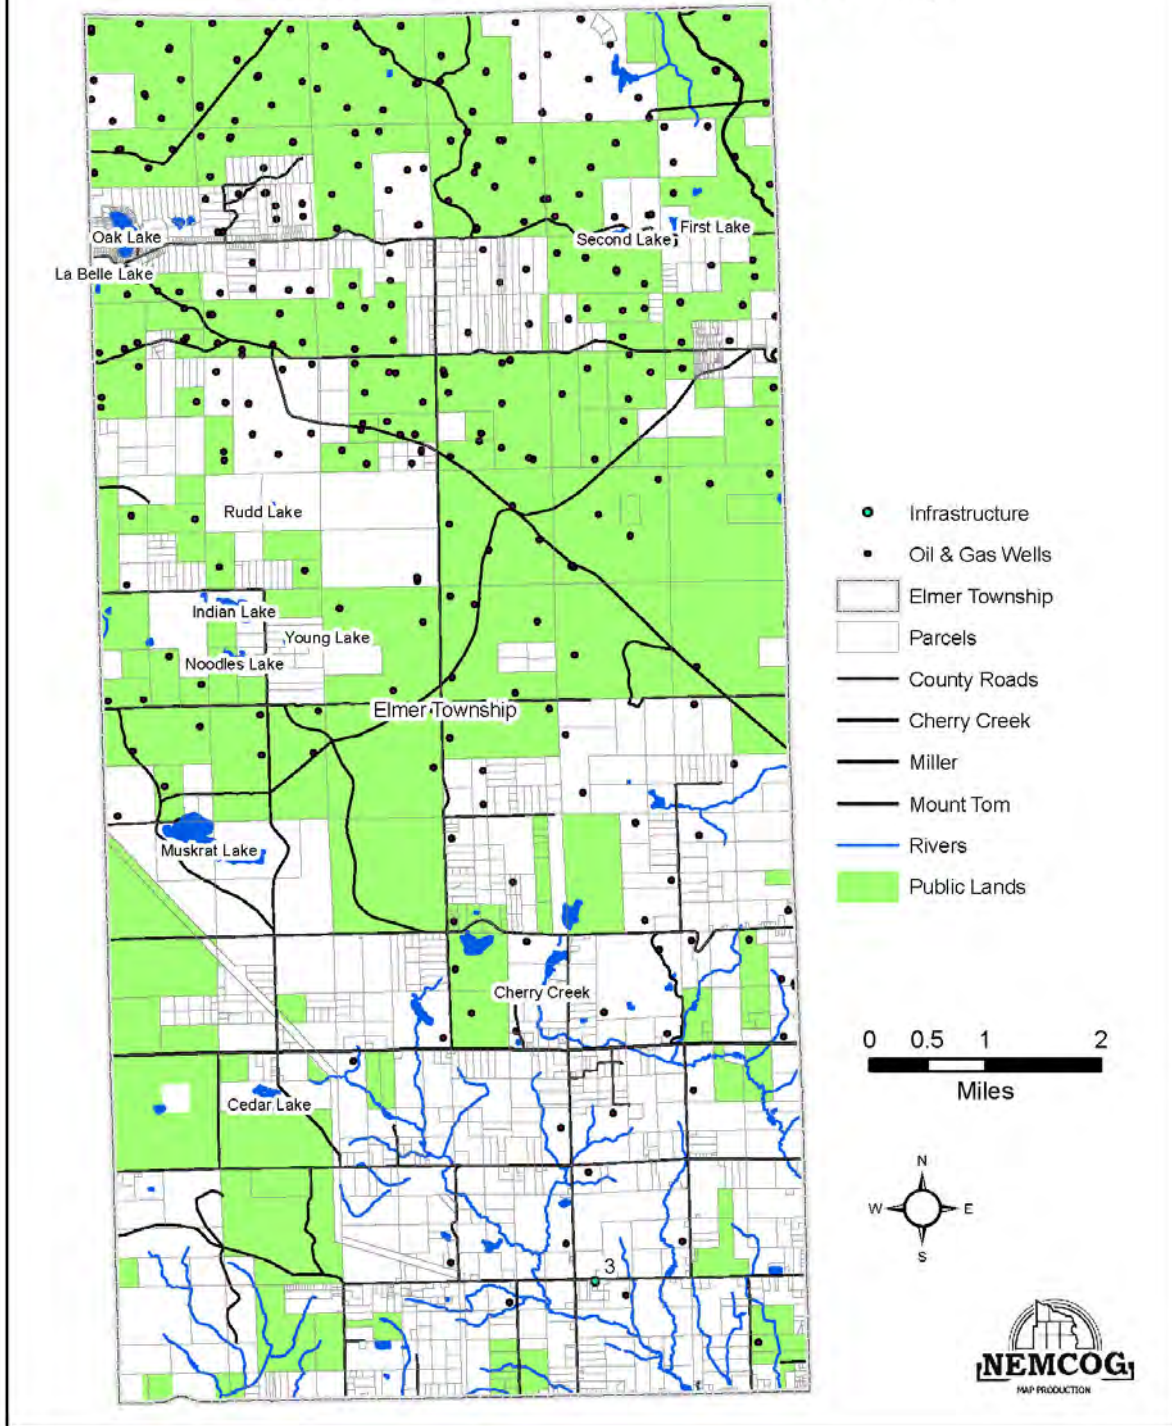 Oak Lake
First Lake
Second Lake
La Belle Lake
Rudd Lake
Indian Lake
Young Lake
Noodles Lake
Elmer Township
Muskrat Lake
Cherry Creek
Cedar Lake
3
Infrastructure
Oil & Gas Wells
Elmer Township
Parcels
County Roads
Cherry Creek
Miller
Mount Tom
Rivers
Public Lands
0 0.5 1 2
Miles
N
W E
S
NEMCOG
MAP PRODUCTION